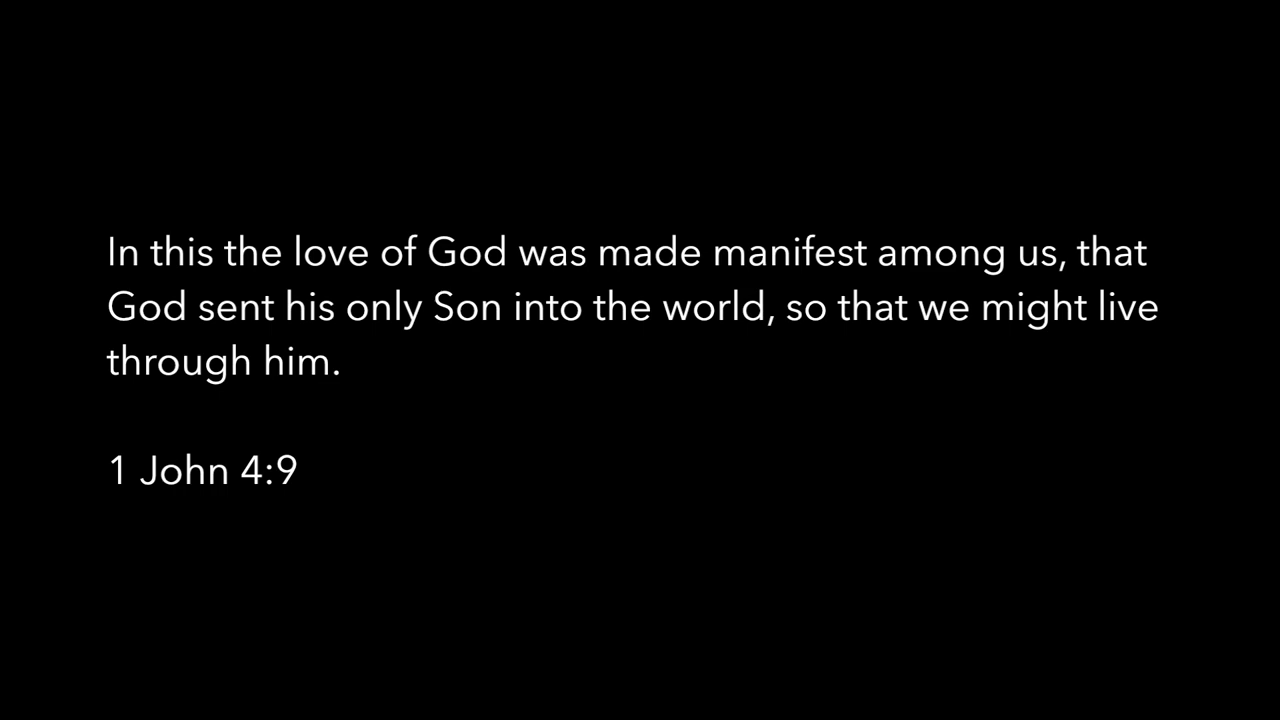 In this the love of God was made manifest among us, that
God sent his only Son into the world, so that we might live
through him.
1 John 4:9